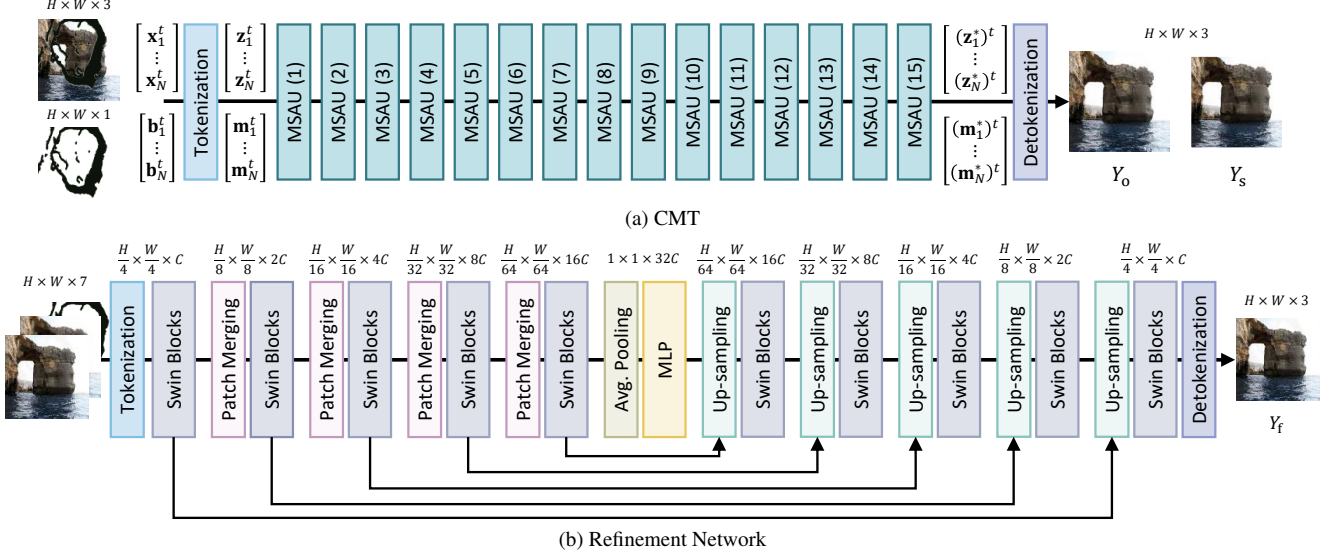 H × W × 3
H × W × 1
x₁ᵗ ⋮ x_Nᵗ
b₁ᵗ ⋮ b_Nᵗ
Tokenization
z₁ᵗ ⋮ z_Nᵗ
m₁ᵗ ⋮ m_Nᵗ
MSAU (1)
MSAU (2)
MSAU (3)
MSAU (4)
MSAU (5)
MSAU (6)
MSAU (7)
MSAU (8)
MSAU (9)
MSAU (10)
MSAU (11)
MSAU (12)
MSAU (13)
MSAU (14)
MSAU (15)
(z₁*)ᵗ ⋮ (z_N*)ᵗ
(m₁*)ᵗ ⋮ (m_N*)ᵗ
Detokenization
H × W × 3
Y_o
Y_s
(a) CMT
H × W × 7
H/4 × W/4 × C
H/8 × W/8 × 2C
H/16 × W/16 × 4C
H/32 × W/32 × 8C
H/64 × W/64 × 16C
1 × 1 × 32C
H/64 × W/64 × 16C
H/32 × W/32 × 8C
H/16 × W/16 × 4C
H/8 × W/8 × 2C
H/4 × W/4 × C
H × W × 3
Tokenization
Swin Blocks
Patch Merging
Swin Blocks
Patch Merging
Swin Blocks
Patch Merging
Swin Blocks
Patch Merging
Swin Blocks
Avg. Pooling
MLP
Up-sampling
Swin Blocks
Up-sampling
Swin Blocks
Up-sampling
Swin Blocks
Up-sampling
Swin Blocks
Up-sampling
Swin Blocks
Detokenization
Y_f
(b) Refinement Network